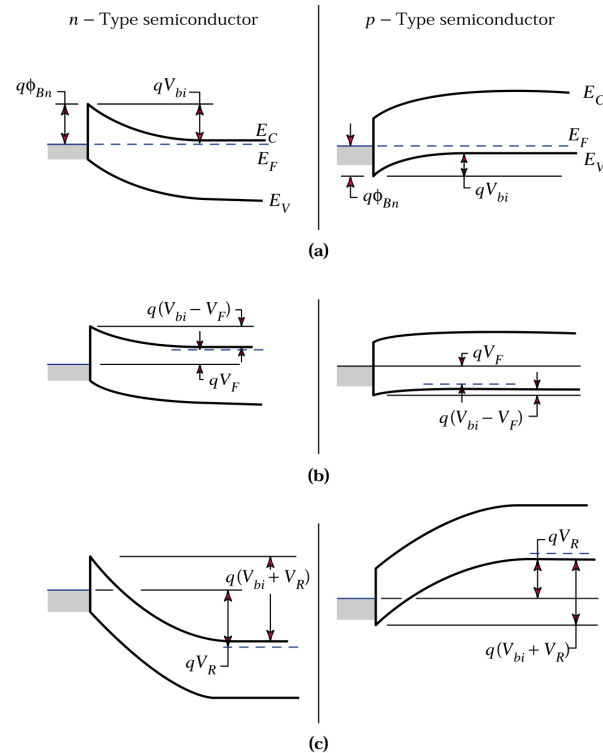 n – Type semiconductor
p – Type semiconductor
qϕBn
qVbi
EC
EF
EV
EC
EF
EV
qϕBn
qVbi
(a)
q(Vbi – VF)
qVF
qVF
q(Vbi – VF)
(b)
q(Vbi + VR)
qVR
qVR
q(Vbi + VR)
(c)